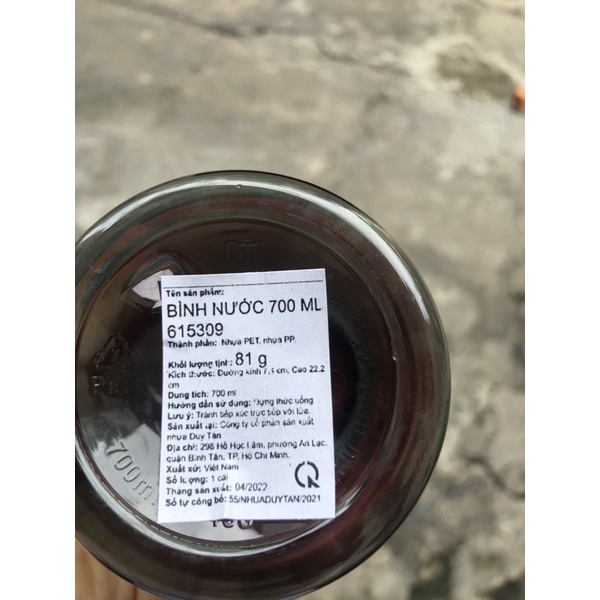 Tên sản phẩm:
BÌNH NƯỚC 700 ML
615309
Thành phần: Nhựa PET, nhựa PP.
Khối lượng tịnh: 81 g
Kích thước: Đường kính 7,4 cm, Cao 22.2
cm
Dung tích: 700 ml
Hướng dẫn sử dụng: Đựng thức uống
Lưu ý: Tránh tiếp xúc trực tiếp với lửa.
Sản xuất tại: Công ty cổ phần sản xuất
nhựa Duy Tân
Địa chỉ: 298 Hồ Học Lãm, phường An Lạc,
quận Bình Tân, TP. Hồ Chí Minh.
Xuất xứ: Việt Nam
Số lượng: 1 cái
Tháng sản xuất: 04/2022
Số tự công bố: 55/NHUADUYTAN/2021
DT
700m